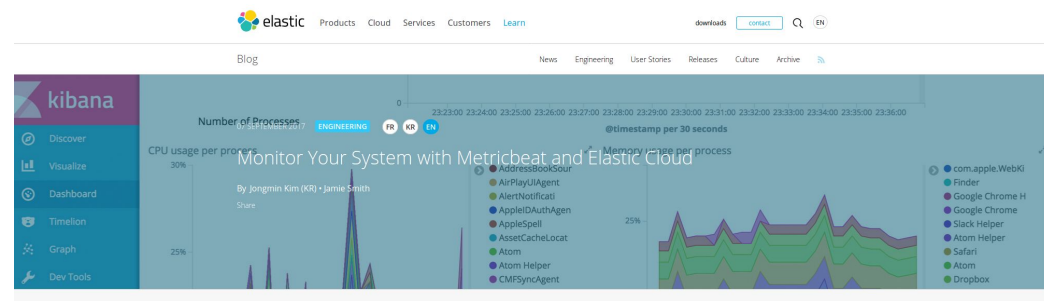 elastic Products Cloud Services Customers Learn downloads contact EN
Blog News Engineering User Stories Releases Culture Archive
kibana
Discover
Visualize
Dashboard
Timelion
Graph
Dev Tools
0
23:23:00 23:24:00 23:25:00 23:26:00 23:27:00 23:28:00 23:29:00 23:30:00 23:31:00 23:32:00 23:33:00 23:34:00 23:35:00 23:36:00
@timestamp per 30 seconds
Number of Processes
07 SEPTEMBER 2017 ENGINEERING FR KR EN
Monitor Your System with Metricbeat and Elastic Cloud
By Jongmin Kim (KR) • Jamie Smith
Share
CPU usage per process
30%
25%
AddressBookSour
AirPlayUIAgent
AlertNotificati
AppleIDAuthAgen
AppleSpell
AssetCacheLocat
Atom
Atom Helper
CMFSyncAgent
Memory usage per process
25%
com.apple.WebKi
Finder
Google Chrome H
Google Chrome
Slack Helper
Atom Helper
Safari
Atom
Dropbox